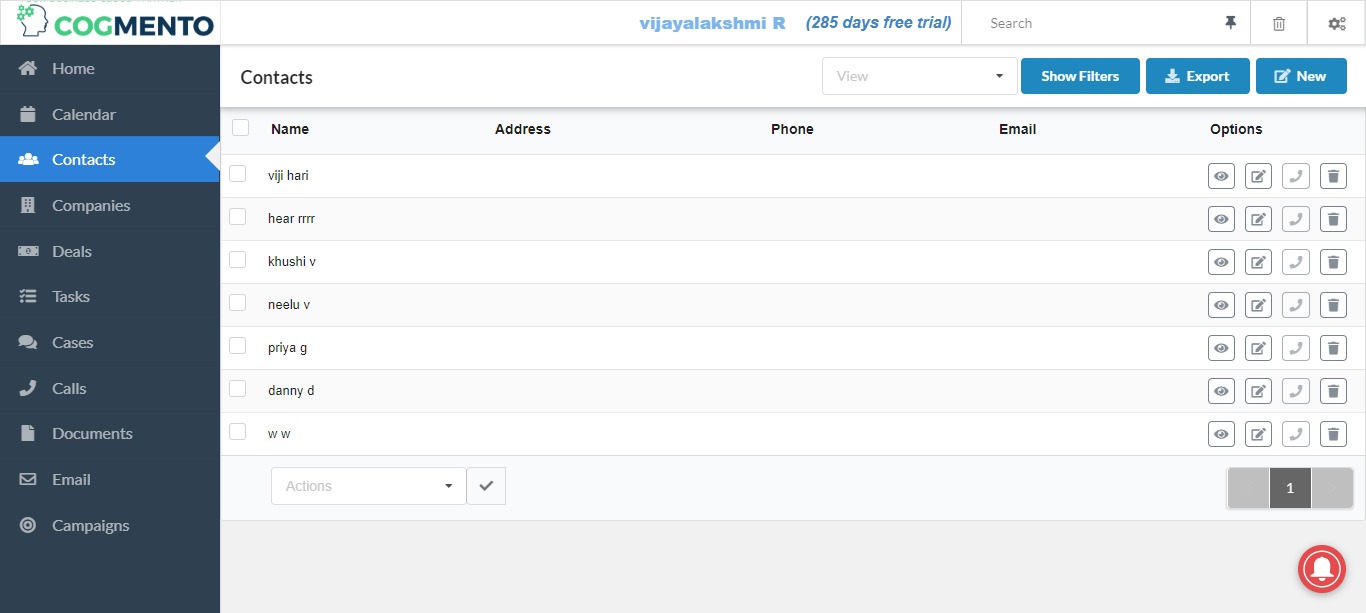 COGMENTO
vijayalakshmi R (285 days free trial)
Search
Home
Calendar
Contacts
Companies
Deals
Tasks
Cases
Calls
Documents
Email
Campaigns
Contacts
View
Show Filters
Export
New
Name Address Phone Email Options
viji hari
hear rrrr
khushi v
neelu v
priya g
danny d
w w
Actions
1